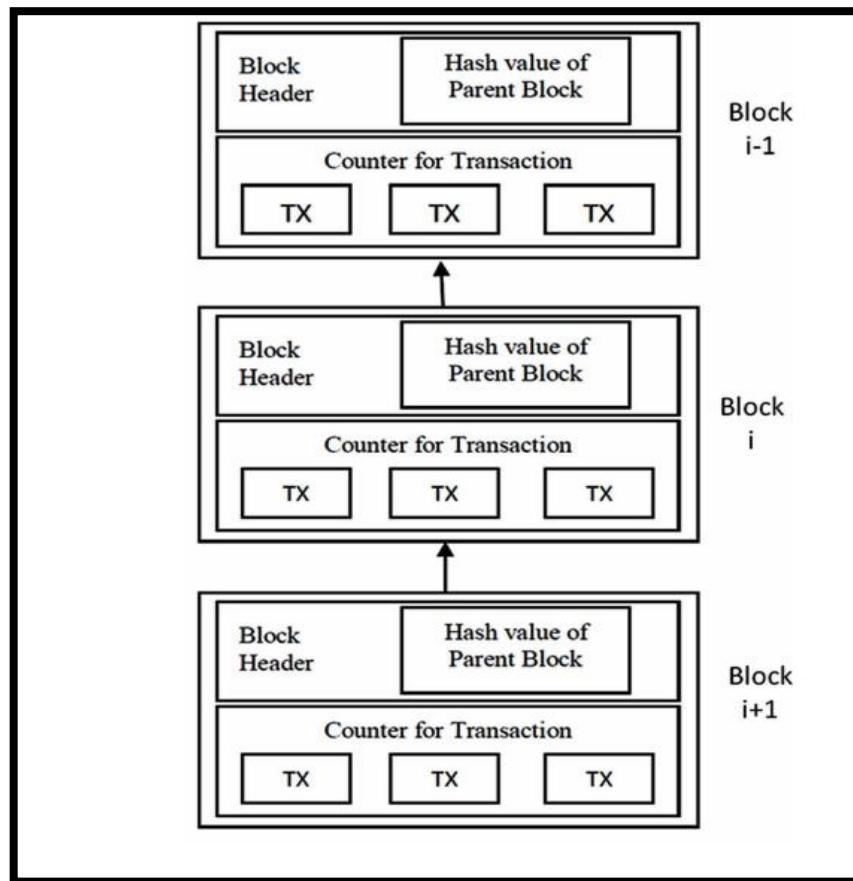 Block
Header
Hash value of
Parent Block
Counter for Transaction
TX TX TX
Block
i-1
Block
Header
Hash value of
Parent Block
Counter for Transaction
TX TX TX
Block
i
Block
Header
Hash value of
Parent Block
Counter for Transaction
TX TX TX
Block
i+1